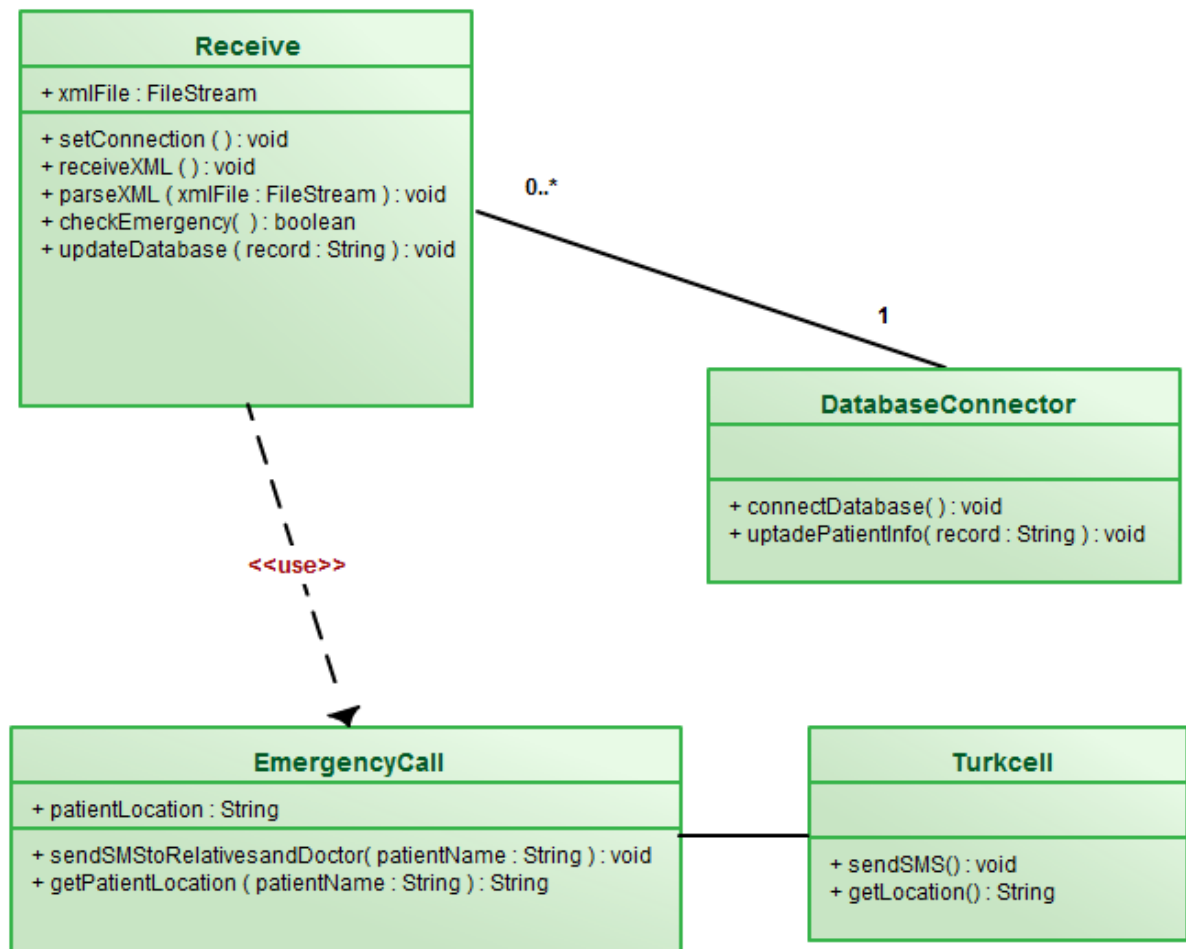 Receive
+ xmlFile : FileStream
+ setConnection ( ) : void
+ receiveXML ( ) : void
+ parseXML ( xmlFile : FileStream ) : void
+ checkEmergency( ) : boolean
+ updateDatabase ( record : String ) : void
0..*
1
DatabaseConnector
+ connectDatabase( ) : void
+ uptadePatientInfo( record : String ) : void
<<use>>
EmergencyCall
+ patientLocation : String
+ sendSMStoRelativesandDoctor( patientName : String ) : void
+ getPatientLocation ( patientName : String ) : String
Turkcell
+ sendSMS() : void
+ getLocation() : String